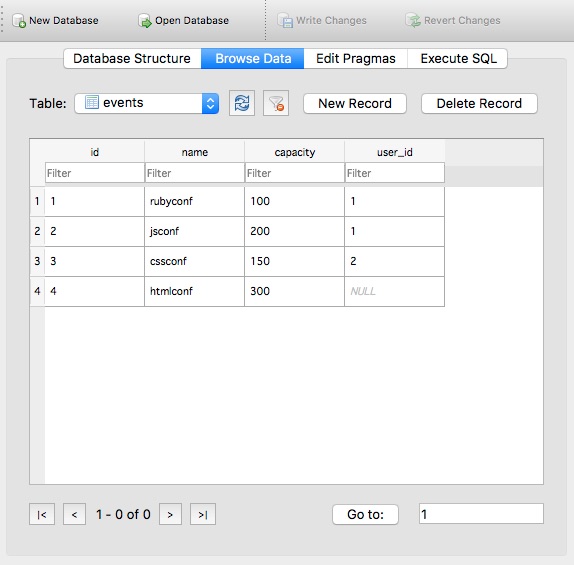 New Database Open Database Write Changes Revert Changes
Database Structure Browse Data Edit Pragmas Execute SQL
Table: events New Record Delete Record
id name capacity user_id
Filter Filter Filter Filter
1 1 rubyconf 100 1
2 2 jsconf 200 1
3 3 cssconf 150 2
4 4 htmlconf 300 NULL
|< < 1 - 0 of 0 > >| Go to: 1